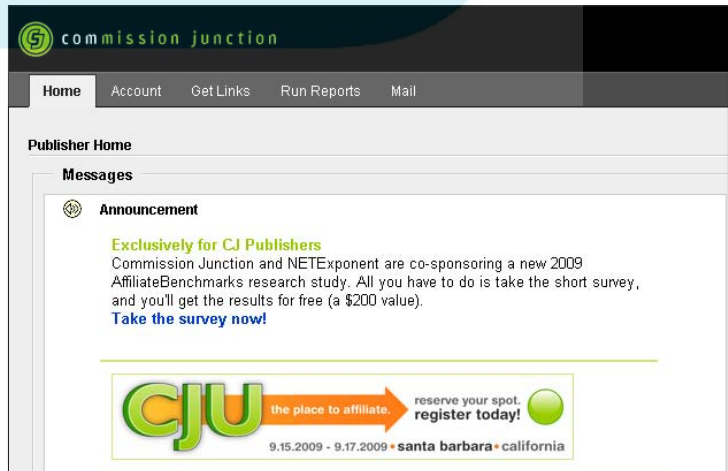 commission junction
Home Account Get Links Run Reports Mail
Publisher Home
Messages
Announcement
Exclusively for CJ Publishers
Commission Junction and NETExponent are co-sponsoring a new 2009
AffiliateBenchmarks research study. All you have to do is take the short survey,
and you'll get the results for free (a $200 value).
Take the survey now!
CJU
the place to affiliate.
reserve your spot.
register today!
9.15.2009 - 9.17.2009 • santa barbara • california